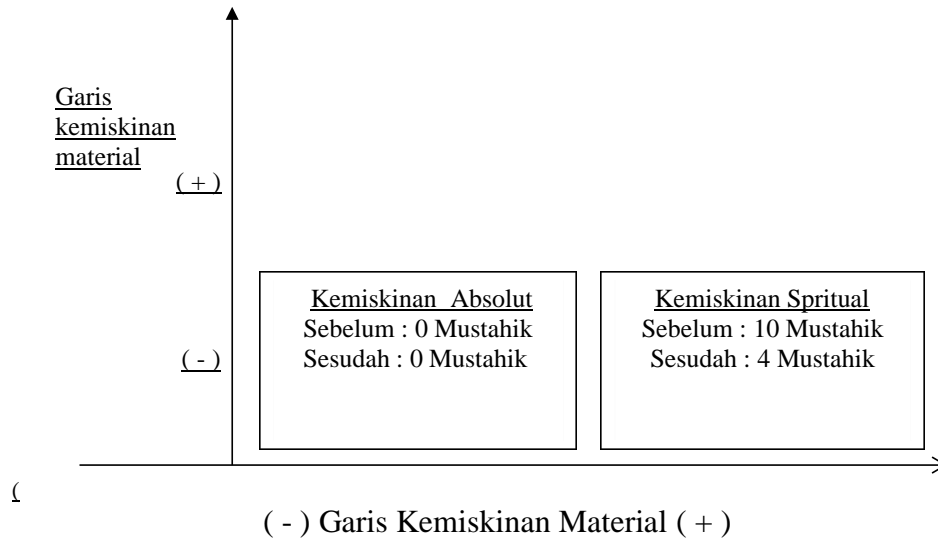 Garis
kemiskinan
material
( + )
Kemiskinan Absolut
Sebelum : 0 Mustahik
Sesudah : 0 Mustahik
Kemiskinan Spritual
Sebelum : 10 Mustahik
Sesudah : 4 Mustahik
( - )
(
( - ) Garis Kemiskinan Material ( + )